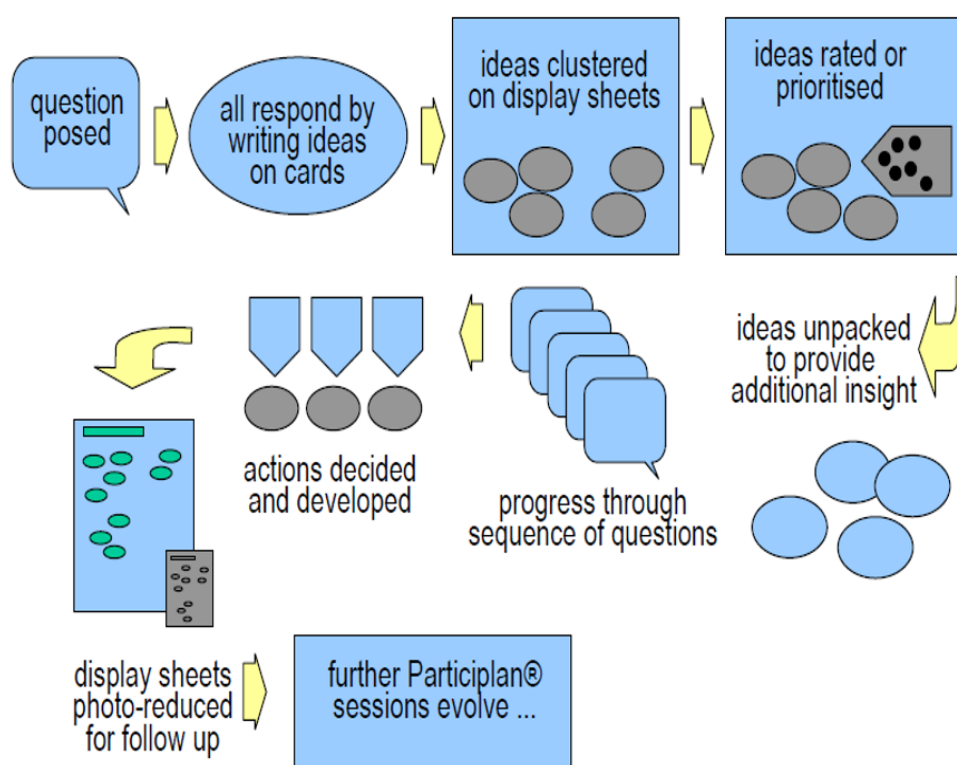 question
posed
all respond by
writing ideas
on cards
ideas clustered
on display sheets
ideas rated or
prioritised
ideas unpacked
to provide
additional insight
progress through
sequence of questions
actions decided
and developed
display sheets
photo-reduced
for follow up
further Participlan®
sessions evolve ...